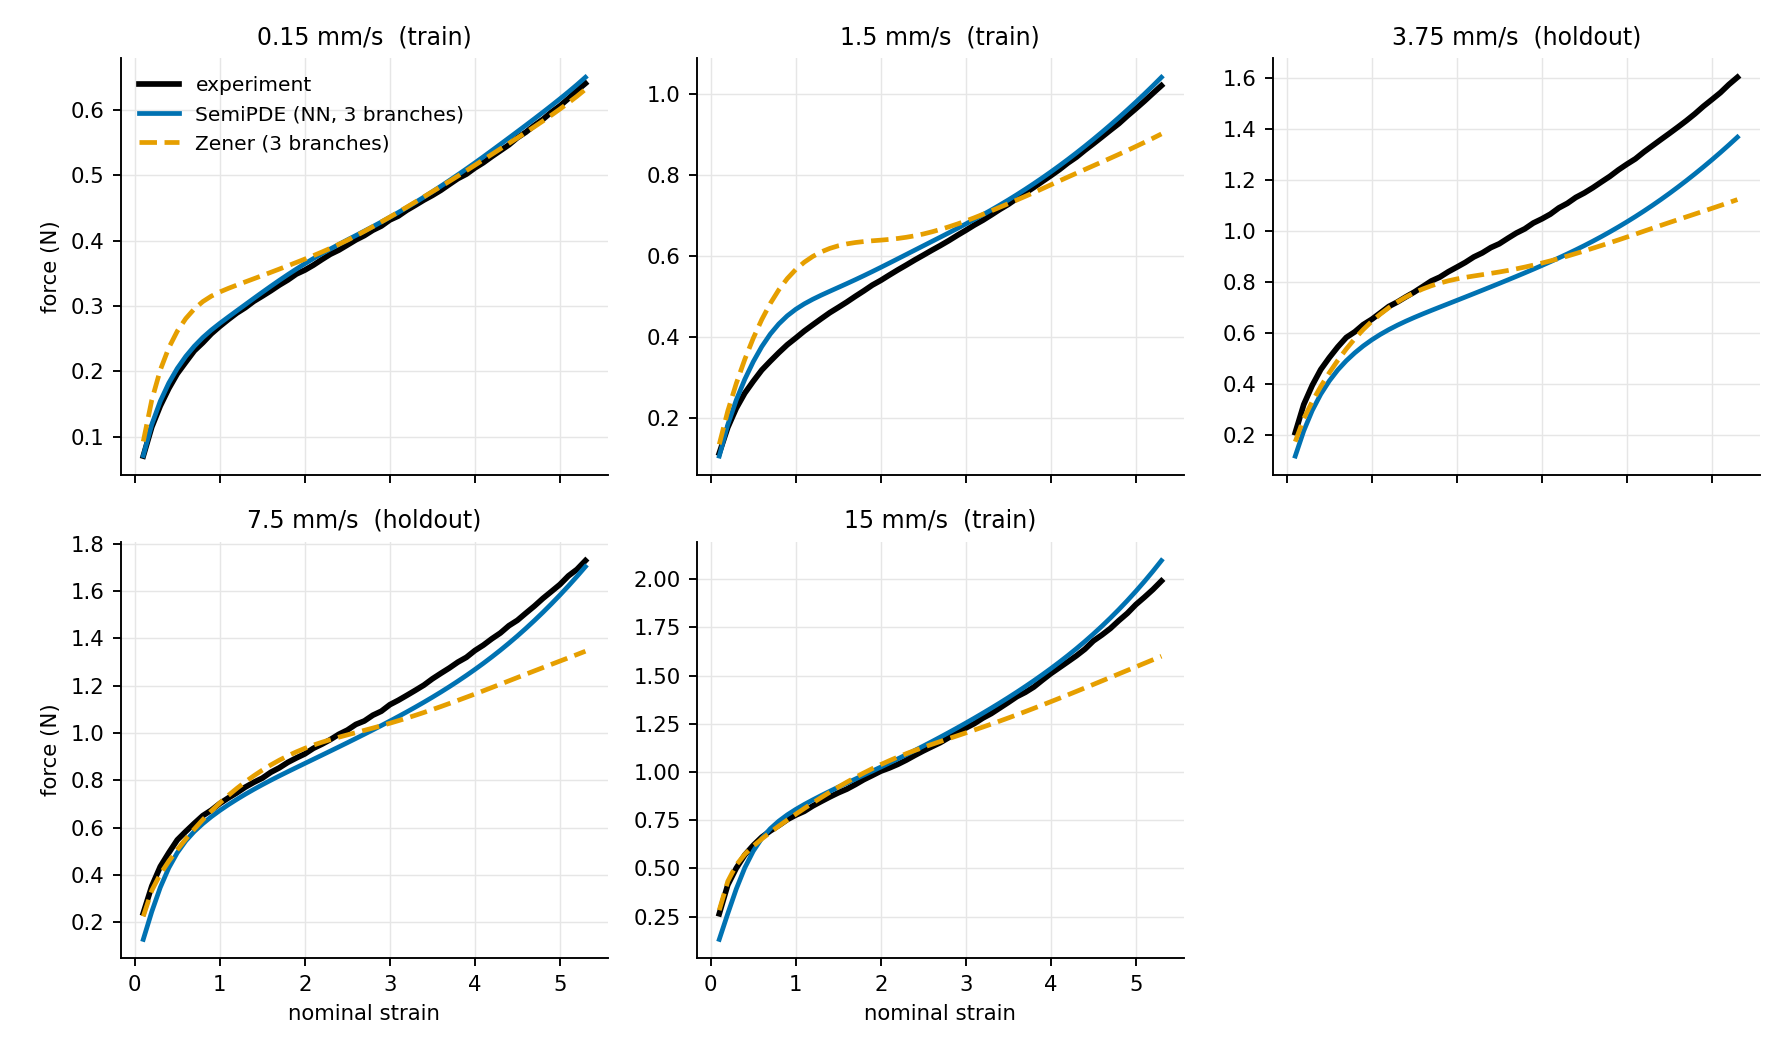 0.15 mm/s  (train)
experiment
SemiPDE (NN, 3 branches)
Zener (3 branches)
force (N)
0.6
0.5
0.4
0.3
0.2
0.1
1.5 mm/s  (train)
1.0
0.8
0.6
0.4
0.2
3.75 mm/s  (holdout)
1.6
1.4
1.2
1.0
0.8
0.6
0.4
0.2
7.5 mm/s  (holdout)
force (N)
1.8
1.6
1.4
1.2
1.0
0.8
0.6
0.4
0.2
0 1 2 3 4 5
nominal strain
15 mm/s  (train)
2.00
1.75
1.50
1.25
1.00
0.75
0.50
0.25
0 1 2 3 4 5
nominal strain